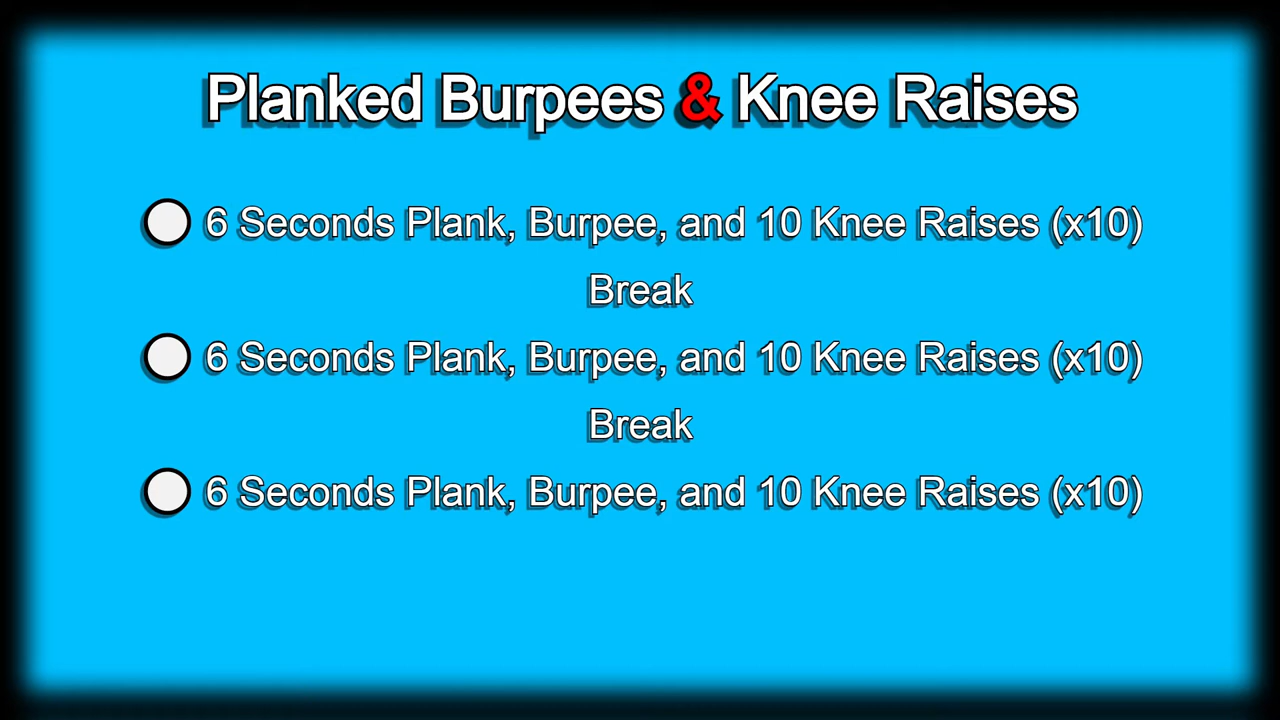 Planked Burpees & Knee Raises
6 Seconds Plank, Burpee, and 10 Knee Raises (x10)
Break
6 Seconds Plank, Burpee, and 10 Knee Raises (x10)
Break
6 Seconds Plank, Burpee, and 10 Knee Raises (x10)